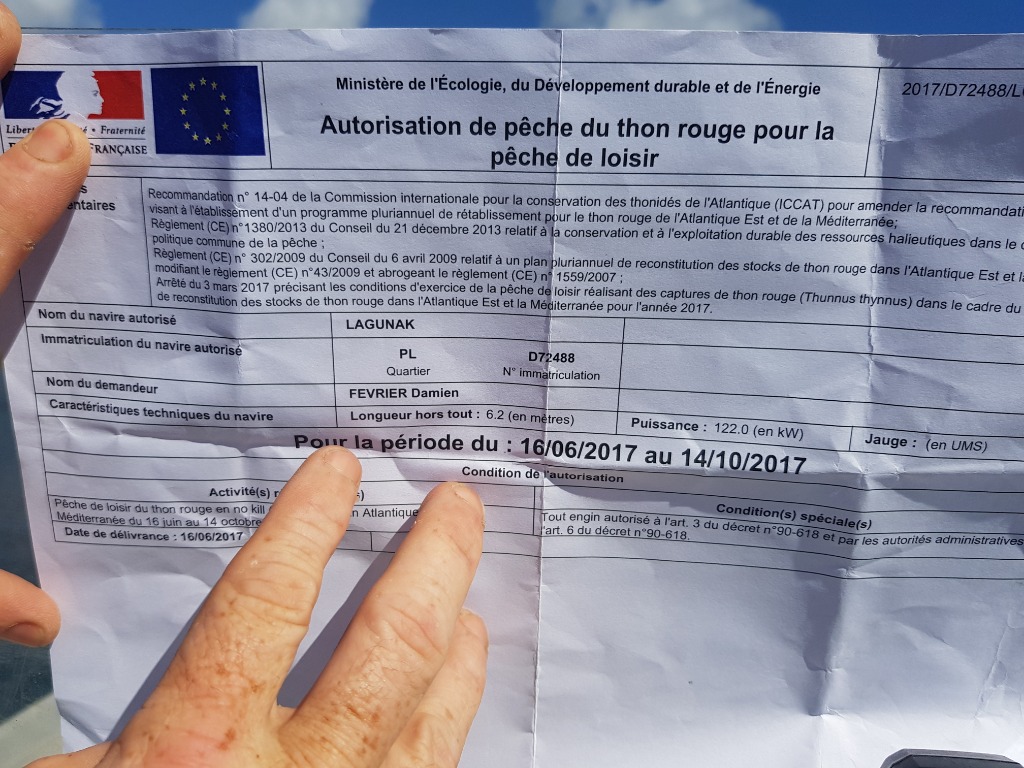 Ministère de l'Écologie, du Développement durable et de l'Énergie
2017/D72488/L
Autorisation de pêche du thon rouge pour la
pêche de loisir
Fraternité
FRANÇAISE
Recommandation n° 14-04 de la Commission internationale pour la conservation des thonidés de l'Atlantique (ICCAT) pour amender la
visant à l'établissement d'un programme pluriannuel de rétablissement pour le thon rouge de l'Atlantique Est et de la Méditerranée;
Règlement (CE) n°1380/2013 du Conseil du 21 décembre 2013 relatif à la conservation et à l'exploitation durable des ressources halieutiques dans le
politique commune de la pêche ;
Règlement (CE) n° 302/2009 du Conseil du 6 avril 2009 relatif à un plan pluriannuel de reconstitution des stocks de thon rouge dans l'Atlantique Est et
modifiant le règlement (CE) n°43/2009 et abrogeant le règlement (CE) n° 1559/2007 ;
Arrêté du 3 mars 2017 précisant les conditions d'exercice de la pêche de loisir réalisant des captures de thon rouge (Thunnus thynnus) dans le cadre du
de reconstitution des stocks de thon rouge dans l'Atlantique Est et la Méditerranée pour l'année 2017.
Nom du navire autorisé LAGUNAK
Immatriculation du navire autorisé PL D72488
Quartier N° immatriculation
Nom du demandeur FEVRIER Damien
Caractéristiques techniques du navire Longueur hors tout : 6.2 (en mètres) Puissance : 122.0 (en kW) Jauge : (en UMS)
Pour la période du : 16/06/2017 au 14/10/2017
Condition de l'autorisation
Activité(s) Condition(s) spéciale(s)
Pêche de loisir du thon rouge en no kill Atlantique
Méditerranée du 16 juin au 14 octobre
Tout engin autorisé à l'art. 3 du décret n°90-618 et par les autorités administratives
l'art. 6 du décret n°90-618.
Date de délivrance : 16/06/2017